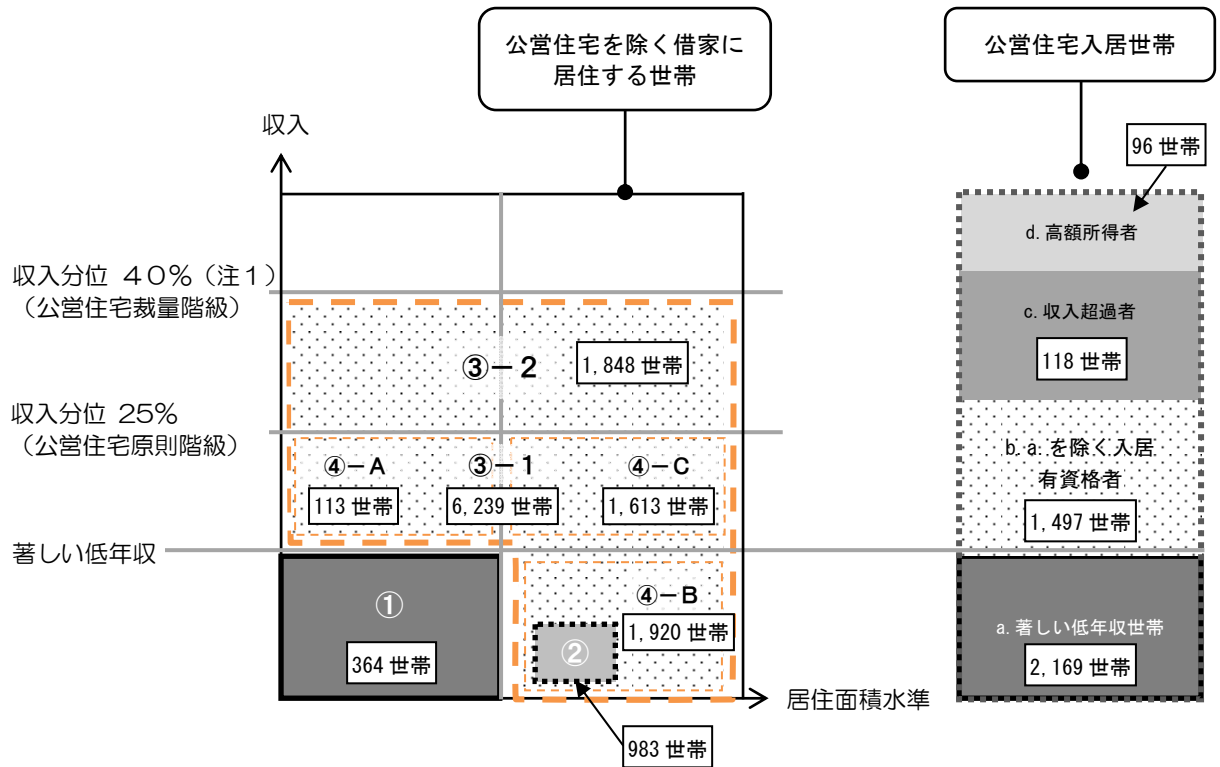 公営住宅を除く借家に
居住する世帯
公営住宅入居世帯
収入
96 世帯
d. 高額所得者
収入分位 ４０%（注１）
（公営住宅裁量階級）
c. 収入超過者
118 世帯
③－２
1,848 世帯
収入分位 25%
（公営住宅原則階級）
④－A
③－１
④－C
113 世帯
6,239 世帯
1,613 世帯
b. a. を除く入居
有資格者
1,497 世帯
著しい低年収
①
364 世帯
④－B
1,920 世帯
②
a. 著しい低年収世帯
2,169 世帯
居住面積水準
983 世帯